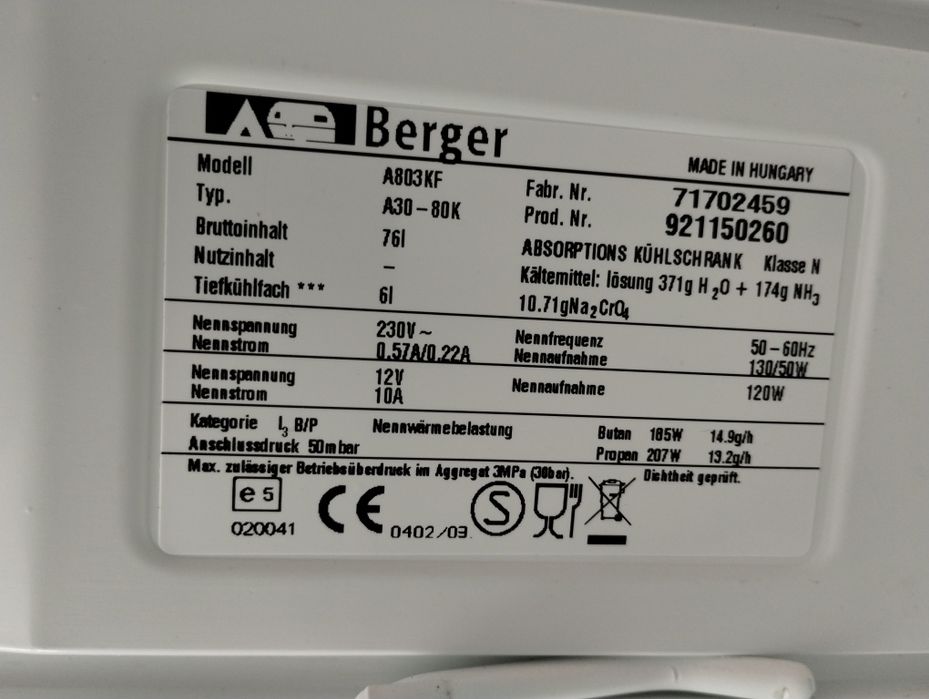 Berger
MADE IN HUNGARY
Modell A803KF Fabr. Nr. 71702459
Typ. A30-80K Prod. Nr. 921150260
Bruttoinhalt 76l ABSORPTIONS KÜHLSCHRANK Klasse N
Nutzinhalt – Kältemittel: lösung 371g H2O + 174g NH3
Tiefkühlfach *** 6l 10.71gNa2CrO4
Nennspannung 230V~ Nennfrequenz 50-60Hz
Nennstrom 0.57A/0.22A Nennaufnahme 130/50W
Nennspannung 12V Nennaufnahme 120W
Nennstrom 10A
Kategorie I3 B/P Nennwärmebelastung Butan 185W 14.9g/h
Anschlussdruck 50mbar Propan 207W 13.2g/h
Max. zulässiger Betriebsüberdruck im Aggregat 3MPa (30bar). Dichtheit geprüft.
e5 CE S
020041 0402/03.